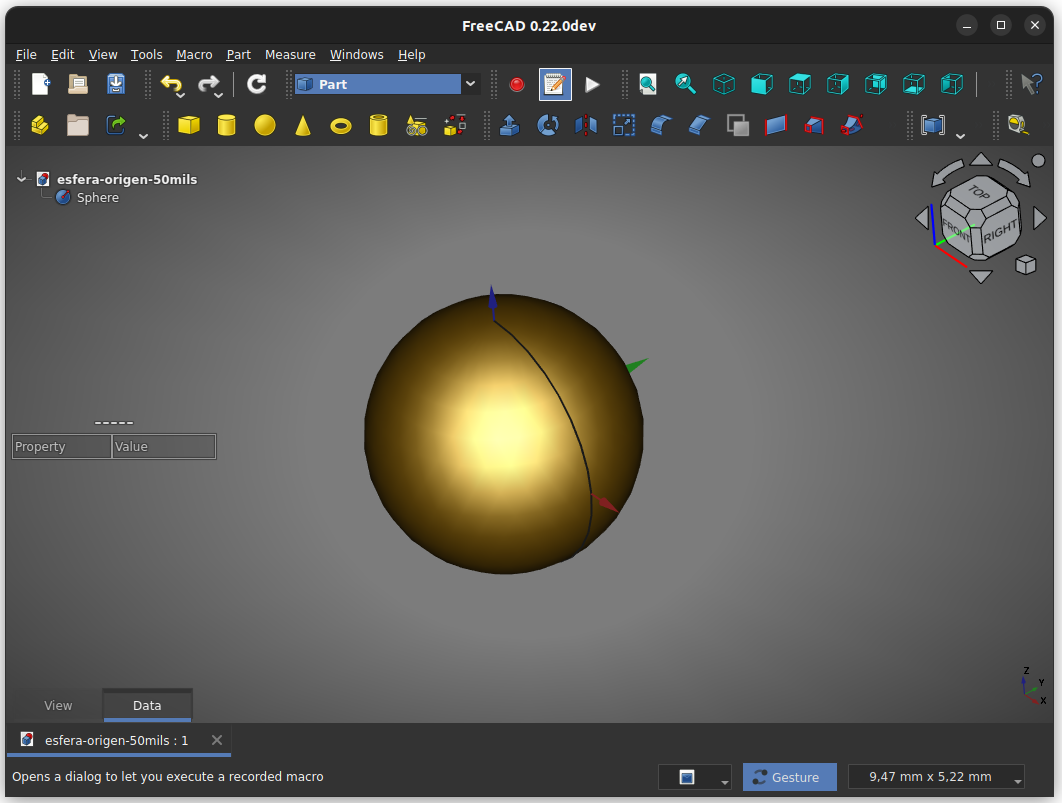 FreeCAD 0.22.0dev
File Edit View Tools Macro Part Measure Windows Help
Part
esfera-origen-50mils
Sphere
TOP
FRONT
RIGHT
Property Value
Z
Y
X
View Data
esfera-origen-50mils : 1
Opens a dialog to let you execute a recorded macro
Gesture
9,47 mm x 5,22 mm